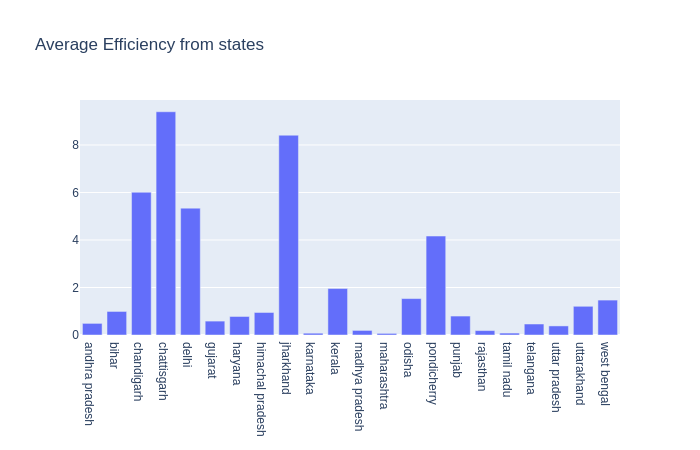 Average Efficiency from states
8
6
4
2
0
andhra pradesh
bihar
chandigarh
chattisgarh
delhi
gujarat
haryana
himachal pradesh
jharkhand
karnataka
kerala
madhya pradesh
maharashtra
odisha
pondicherry
punjab
rajasthan
tamil nadu
telangana
uttar pradesh
uttarakhand
west bengal